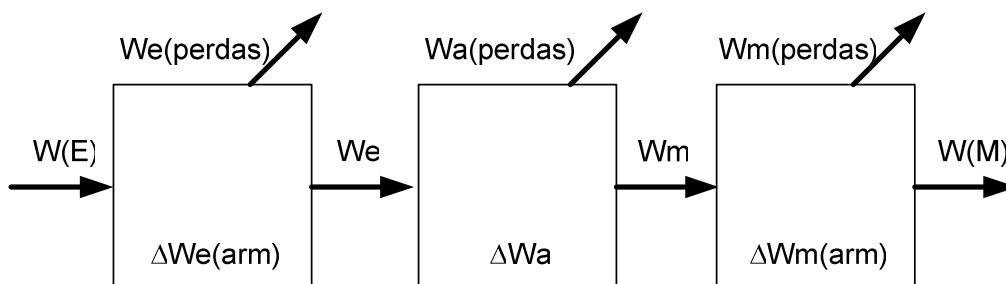 We(perdas) Wa(perdas) Wm(perdas)
W(E) We Wm W(M)
ΔWe(arm) ΔWa ΔWm(arm)